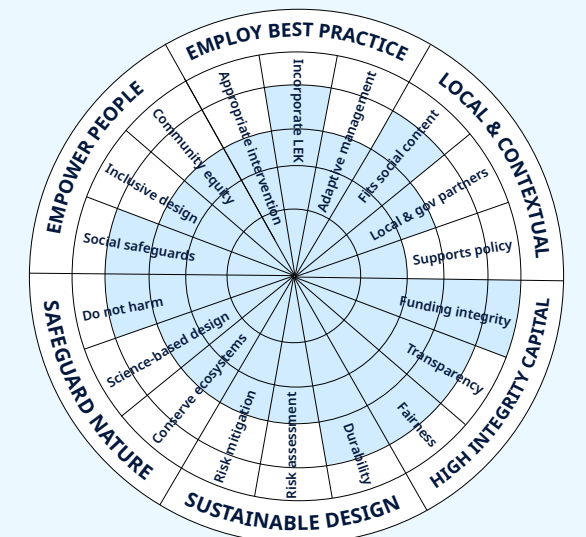 EMPLOY BEST PRACTICE
LOCAL & CONTEXTUAL
HIGH INTEGRITY CAPITAL
SUSTAINABLE DESIGN
SAFEGUARD NATURE
EMPOWER PEOPLE
Appropriate intervention
Incorporate LEK
Adaptive management
Fits social content
Local & gov partners
Supports policy
Funding integrity
Transparency
Fairness
Durability
Risk assessment
Risk mitigation
Conserve ecosystems
Science-based design
Do not harm
Social safeguards
Inclusive design
Community equity